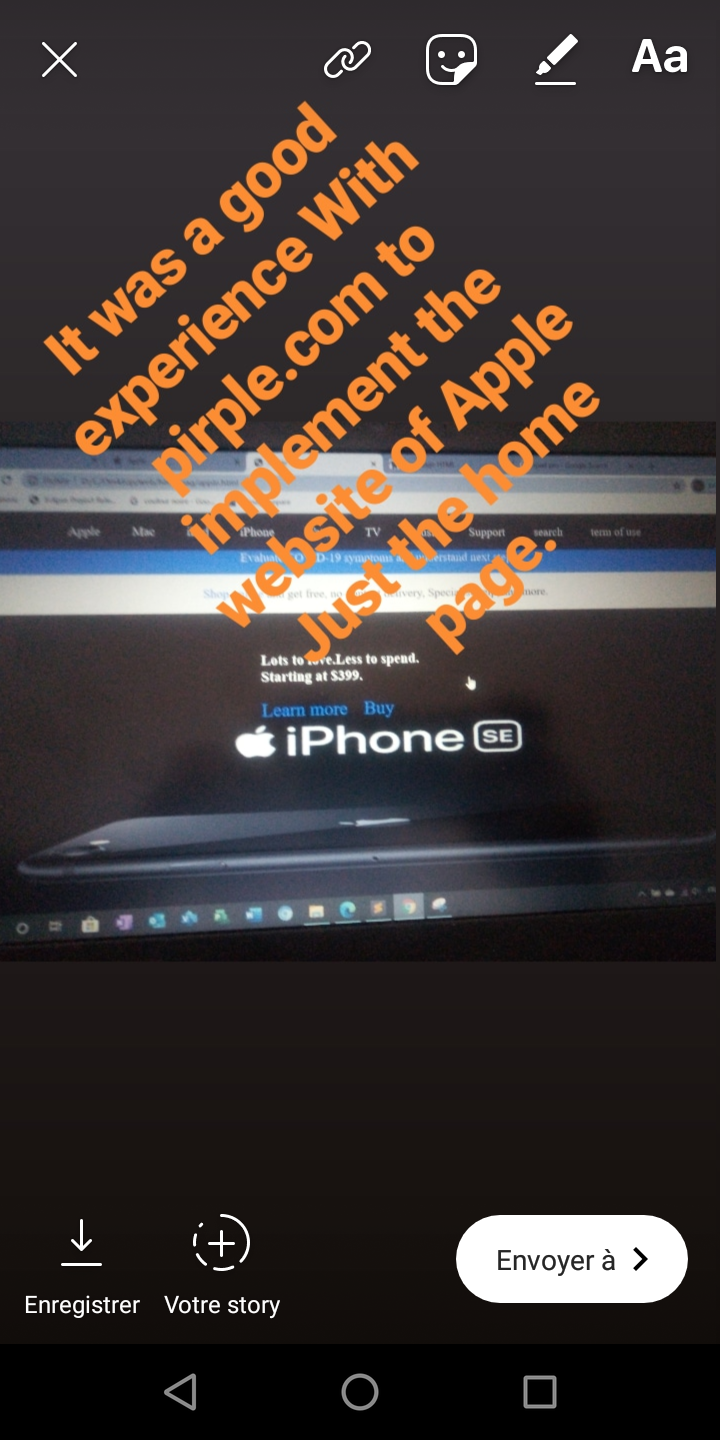 Aa
It was a good
experience With
pirple.com to
implement the
website of Apple
Just the home
page.
Apple Mac iPhone TV Support search term of use
Lots to love.Less to spend.
Starting at $399.
Learn more Buy
iPhone SE
Enregistrer Votre story Envoyer à